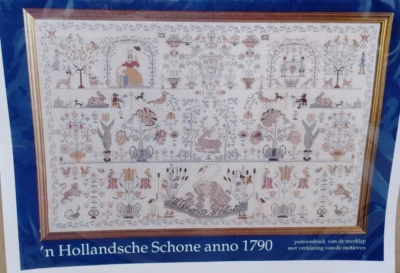 'n Hollandsche Schone anno 1790
patroonboek van de merklap
met verklaring van de motieven